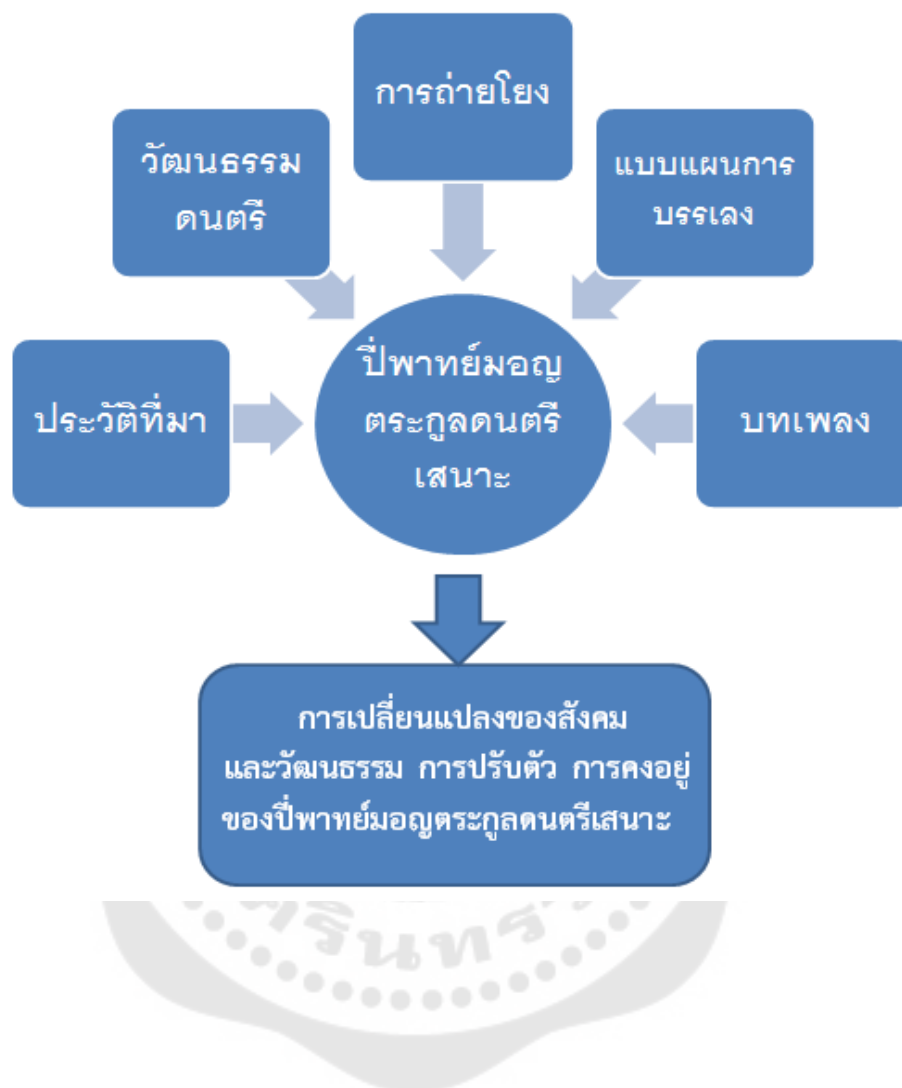 การถ่ายโยง
วัฒนธรรม
ดนตรี
แบบแผนการ
บรรเลง
ประวัติที่มา
ปี่พาทย์มอญ
ตระกูลดนตรี
เสนาะ
บทเพลง
การเปลี่ยนแปลงของสังคม
และวัฒนธรรม การปรับตัว การคงอยู่
ของปี่พาทย์มอญตระกูลดนตรีเสนาะ